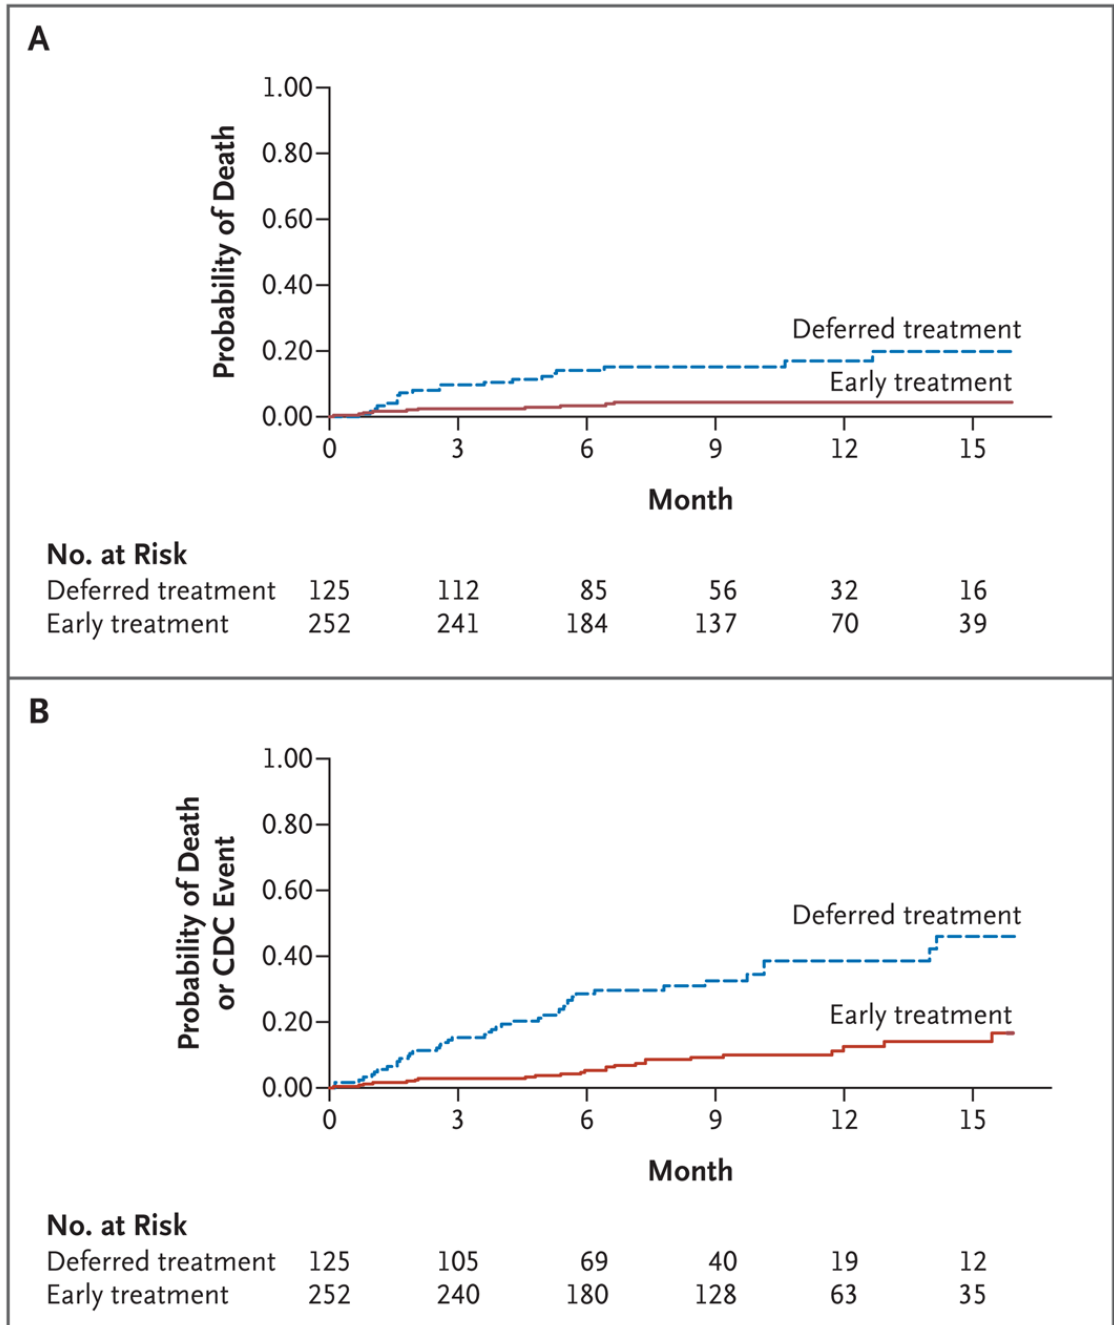 A
1.00
0.80
0.60
0.40
0.20
0.00
Probability of Death
Deferred treatment
Early treatment
0 3 6 9 12 15
Month
No. at Risk
Deferred treatment 125 112 85 56 32 16
Early treatment 252 241 184 137 70 39
B
1.00
0.80
0.60
0.40
0.20
0.00
Probability of Death
or CDC Event
Deferred treatment
Early treatment
0 3 6 9 12 15
Month
No. at Risk
Deferred treatment 125 105 69 40 19 12
Early treatment 252 240 180 128 63 35